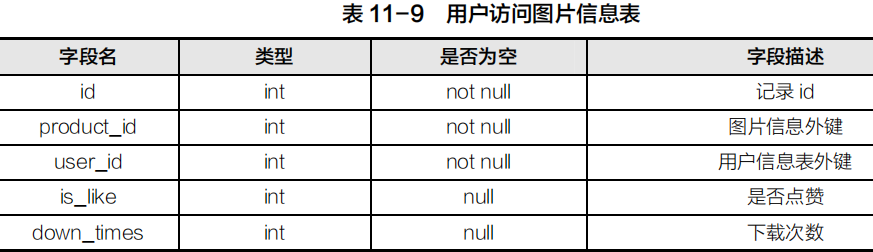 表 11-9 用户访问图片信息表
字段名 类型 是否为空 字段描述
id int not null 记录 id
product_id int not null 图片信息外键
user_id int not null 用户信息表外键
is_like int null 是否点赞
down_times int null 下载次数